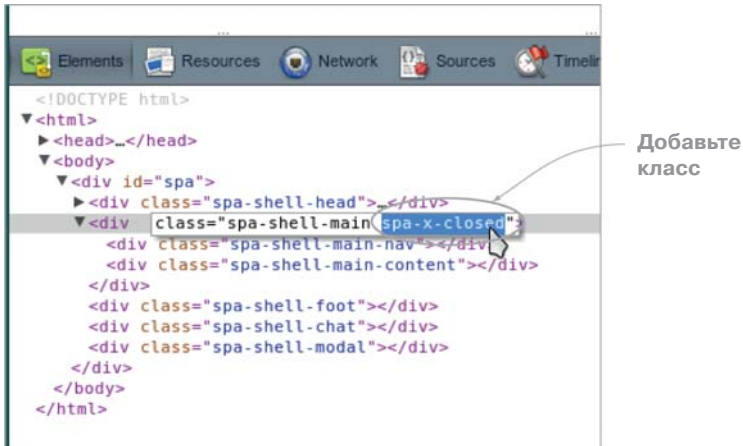 Elements Resources Network Sources Timelin
<!DOCTYPE html>
▼<html>
▶<head>…</head>
▼<body>
▼<div id="spa">
▶<div class="spa-shell-head">…</div>
▼<div class="spa-shell-main spa-x-closed">
<div class="spa-shell-main-nav"></div>
<div class="spa-shell-main-content"></div>
</div>
<div class="spa-shell-foot"></div>
<div class="spa-shell-chat"></div>
<div class="spa-shell-modal"></div>
</div>
</body>
</html>
Добавьте
класс